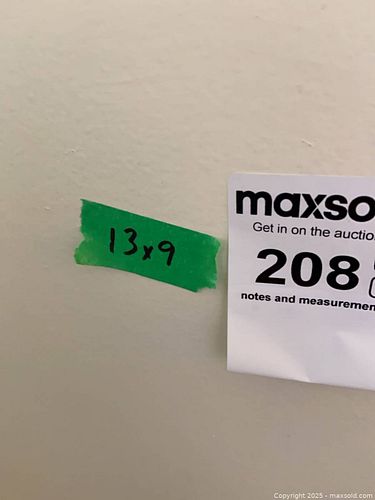 13x9
maxso
Get in on the auctio
208
notes and measuremen
Copyright 2025 - maxsold.com